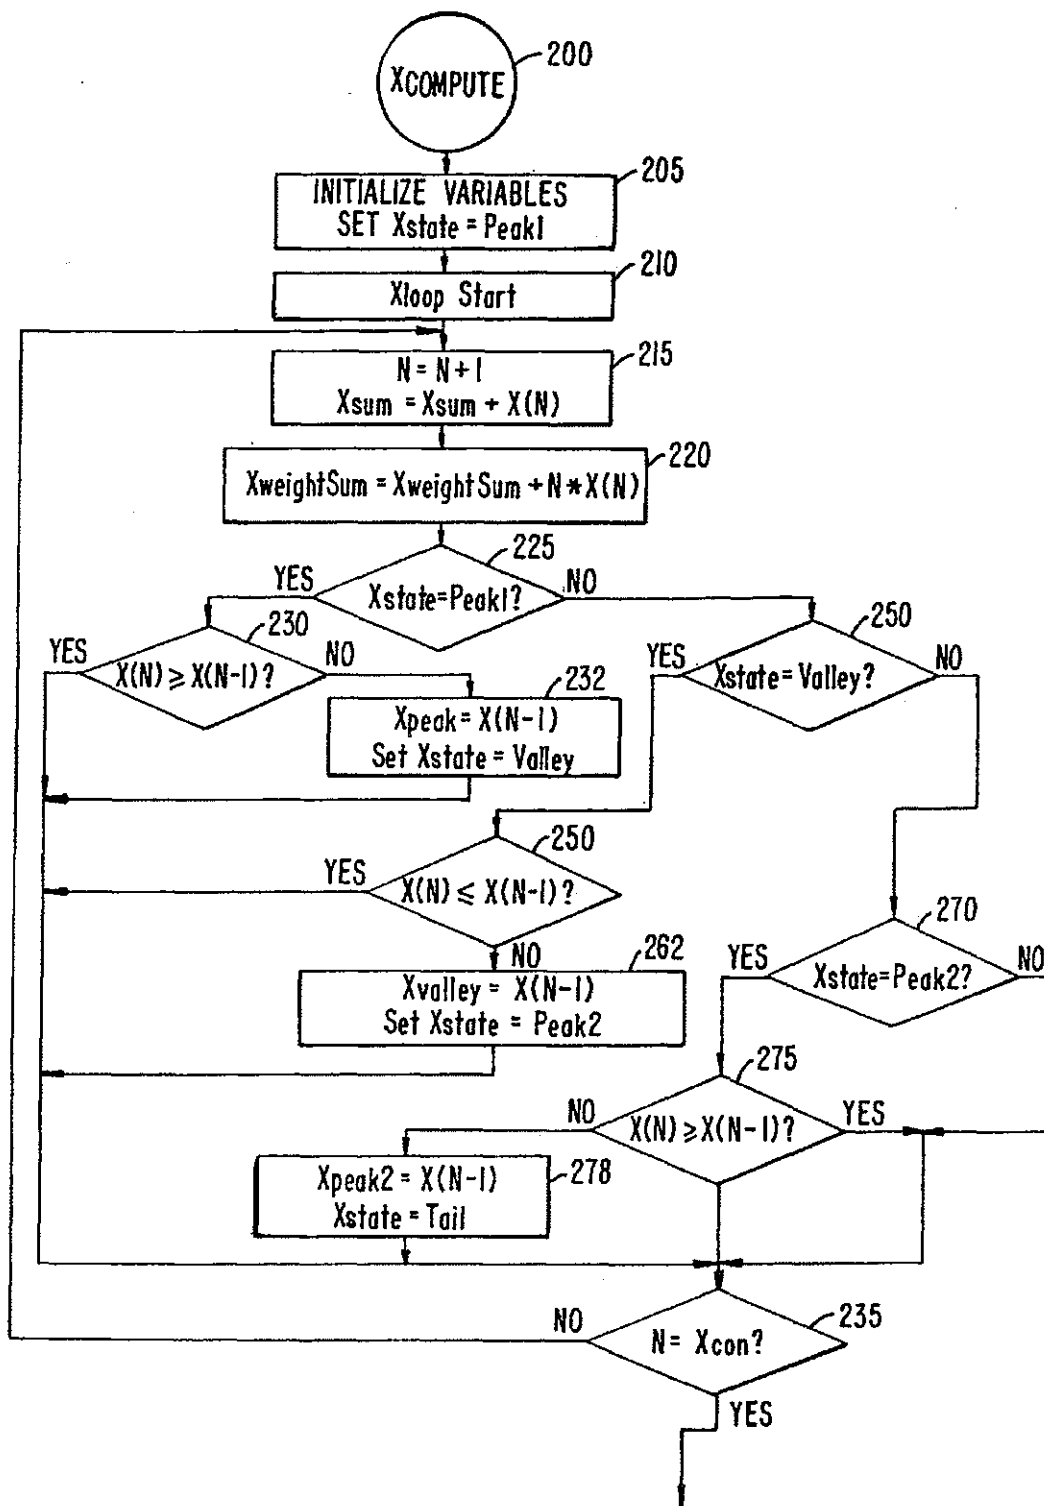 XCOMPUTE
200
INITIALIZE VARIABLES
SET Xstate = Peak1
205
Xloop Start
210
N = N+1
Xsum = Xsum + X(N)
215
XweightSum = XweightSum + N*X(N)
220
Xstate=Peak1?
225
YES
NO
X(N) ≥ X(N-1)?
230
YES
NO
Xpeak = X(N-1)
Set Xstate = Valley
232
Xstate=Valley?
250
YES
NO
X(N) ≤ X(N-1)?
250
YES
NO
Xvalley = X(N-1)
Set Xstate = Peak2
262
Xstate=Peak2?
270
YES
NO
X(N) ≥ X(N-1)?
275
NO
YES
Xpeak2 = X(N-1)
Xstate = Tail
278
N = Xcon?
235
NO
YES